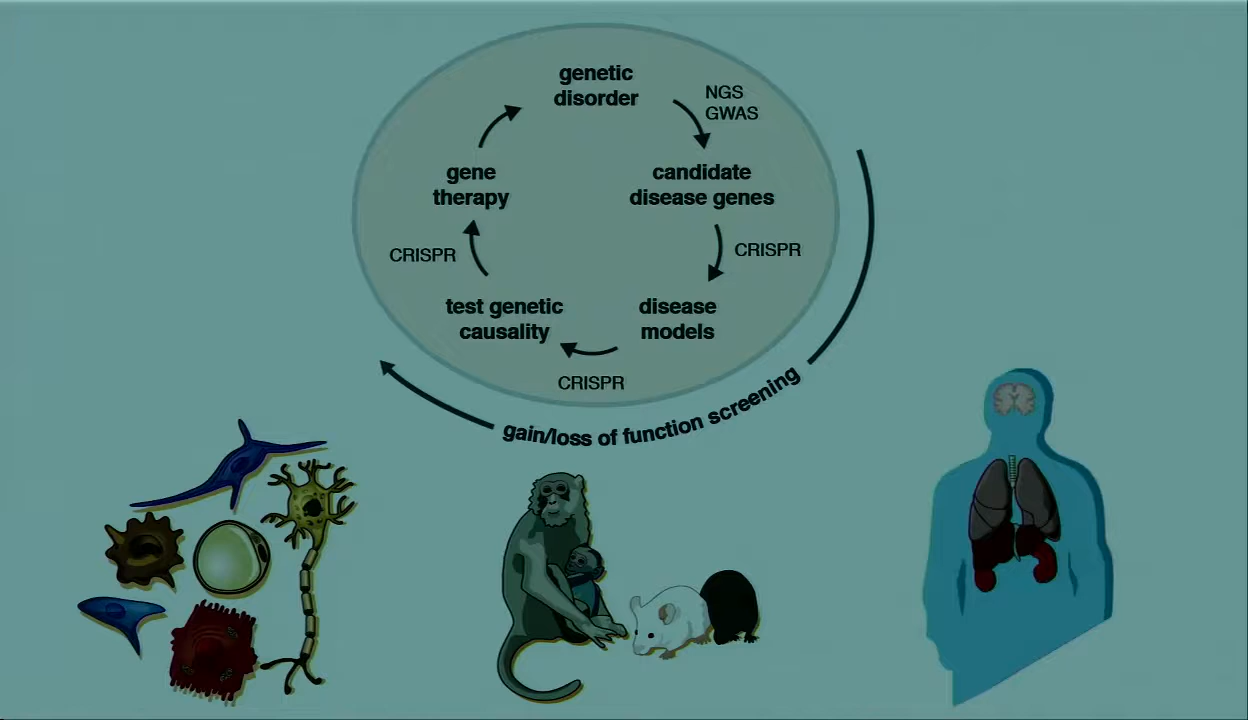 genetic
disorder
NGS
GWAS
gene
therapy
candidate
disease genes
CRISPR
CRISPR
test genetic
causality
disease
models
CRISPR
gain/loss of function screening